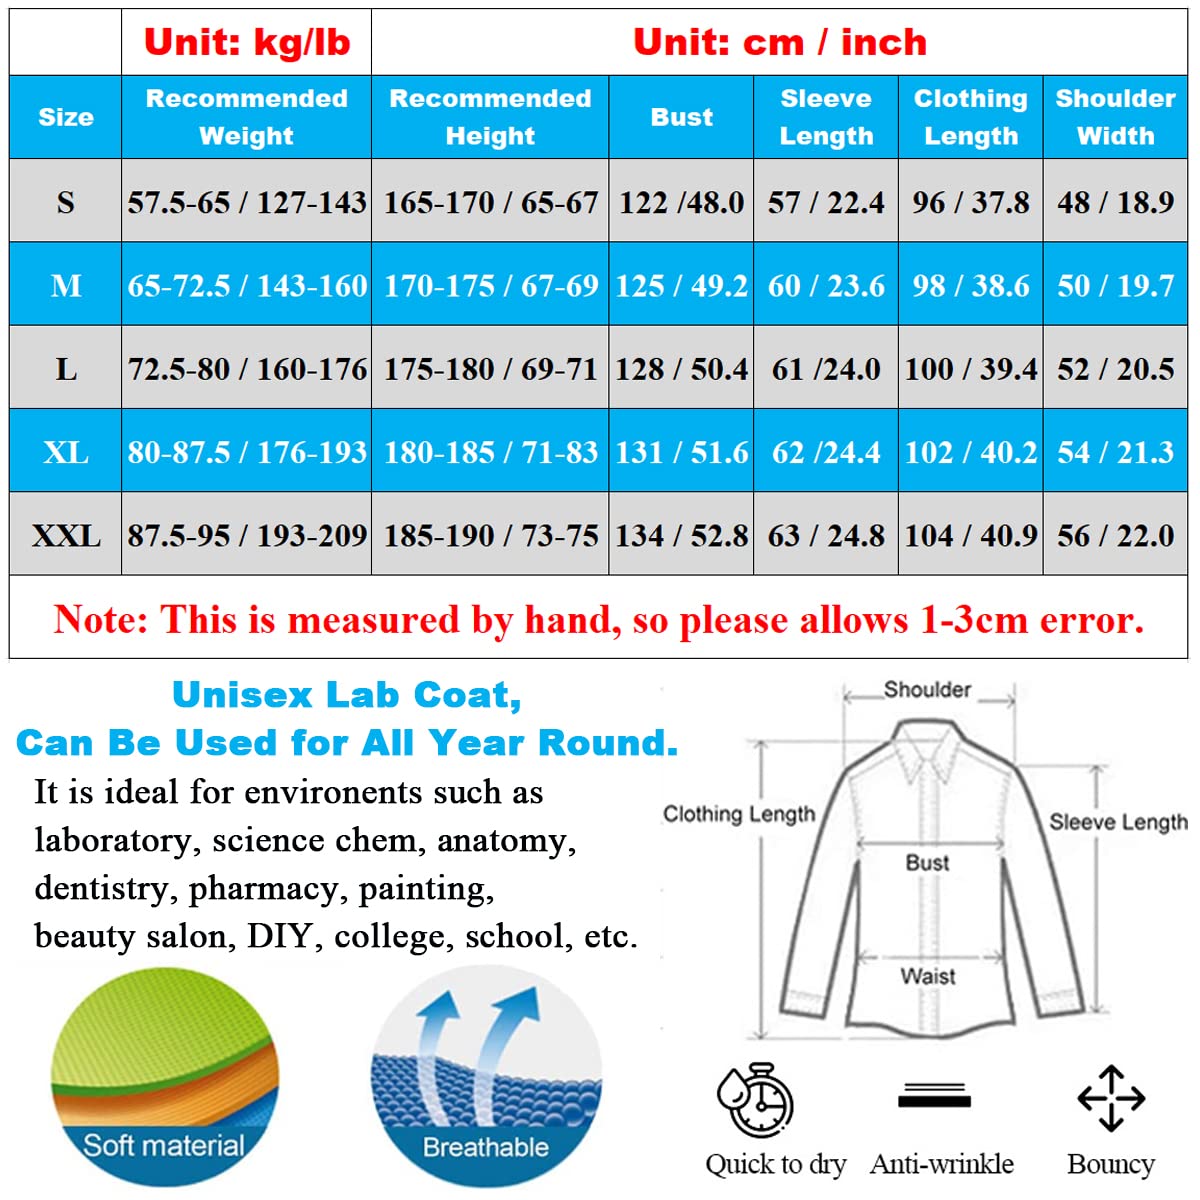 Unit: kg/lb Unit: cm / inch
Size Recommended Weight Recommended Height Bust Sleeve Length Clothing Length Shoulder Width
S 57.5-65 / 127-143 165-170 / 65-67 122 /48.0 57 / 22.4 96 / 37.8 48 / 18.9
M 65-72.5 / 143-160 170-175 / 67-69 125 / 49.2 60 / 23.6 98 / 38.6 50 / 19.7
L 72.5-80 / 160-176 175-180 / 69-71 128 / 50.4 61 /24.0 100 / 39.4 52 / 20.5
XL 80-87.5 / 176-193 180-185 / 71-83 131 / 51.6 62 /24.4 102 / 40.2 54 / 21.3
XXL 87.5-95 / 193-209 185-190 / 73-75 134 / 52.8 63 / 24.8 104 / 40.9 56 / 22.0
Note: This is measured by hand, so please allows 1-3cm error.
Unisex Lab Coat,
Can Be Used for All Year Round.
It is ideal for environents such as
laboratory, science chem, anatomy,
dentistry, pharmacy, painting,
beauty salon, DIY, college, school, etc.
Soft material
Breathable
Shoulder
Clothing Length
Sleeve Length
Bust
Waist
Quick to dry
Anti-wrinkle
Bouncy